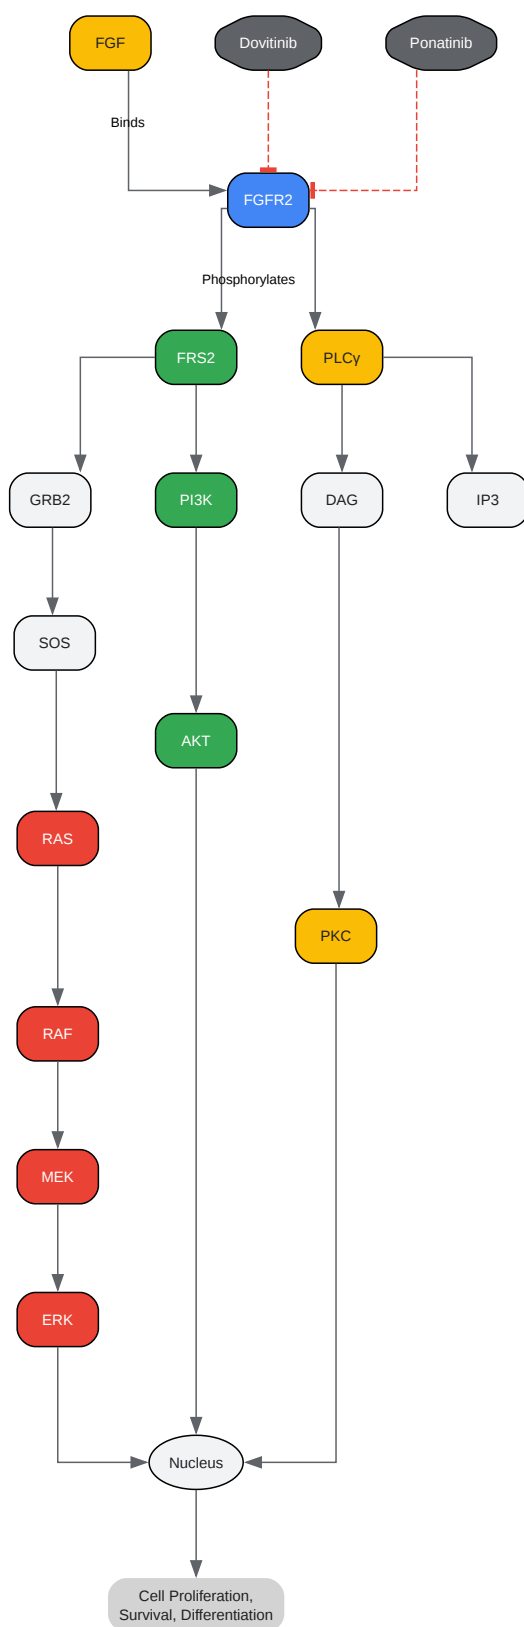 FGF
Dovitinib
Ponatinib
Binds
FGFR2
Phosphorylates
FRS2
PLCγ
GRB2
PI3K
DAG
IP3
SOS
AKT
RAS
PKC
RAF
MEK
ERK
Nucleus
Cell Proliferation,
Survival, Differentiation